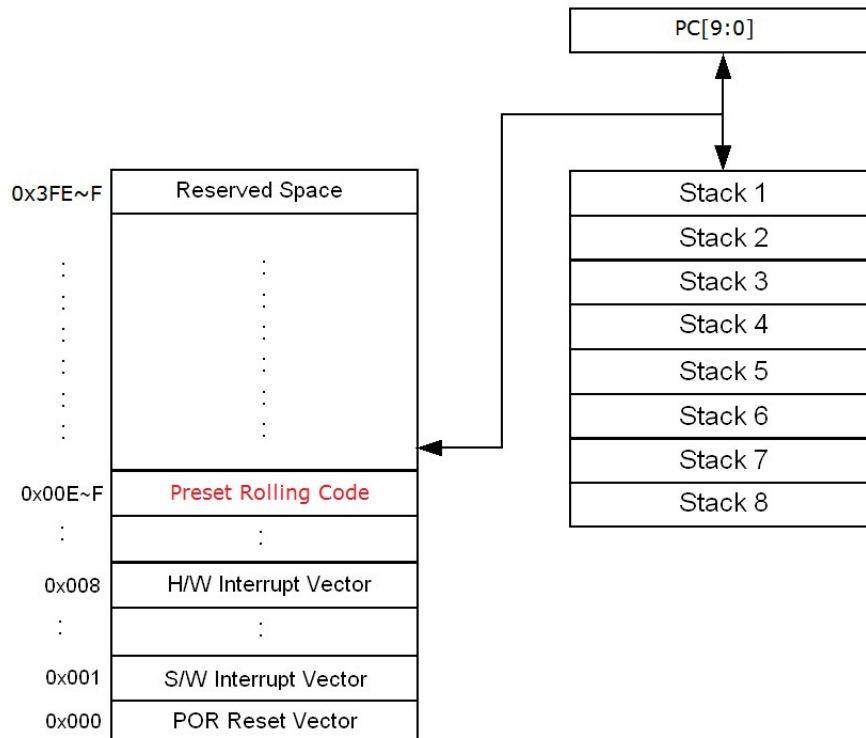 PC[9:0]
0x3FE~F
Reserved Space
Stack 1
Stack 2
Stack 3
Stack 4
Stack 5
Stack 6
Stack 7
Stack 8
:
:
:
:
:
:
:
:
:
:
:
:
0x00E~F
Preset Rolling Code
:
:
0x008
H/W Interrupt Vector
:
:
0x001
S/W Interrupt Vector
0x000
POR Reset Vector